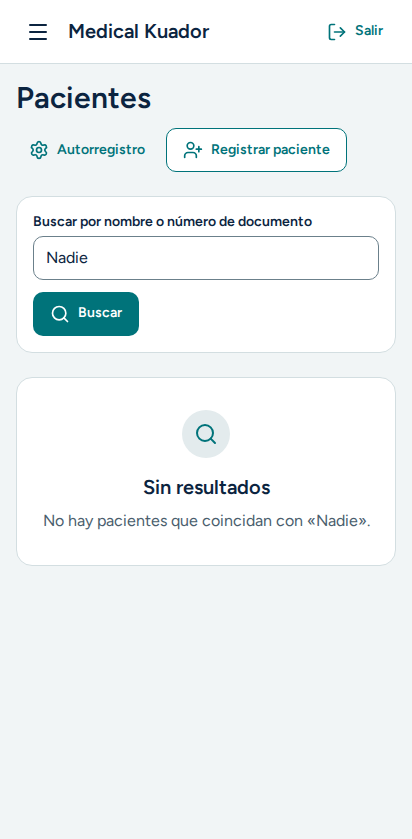 Medical Kuador
Salir
Pacientes
Autorregistro
Registrar paciente
Buscar por nombre o número de documento
Nadie
Buscar
Sin resultados
No hay pacientes que coincidan con «Nadie».